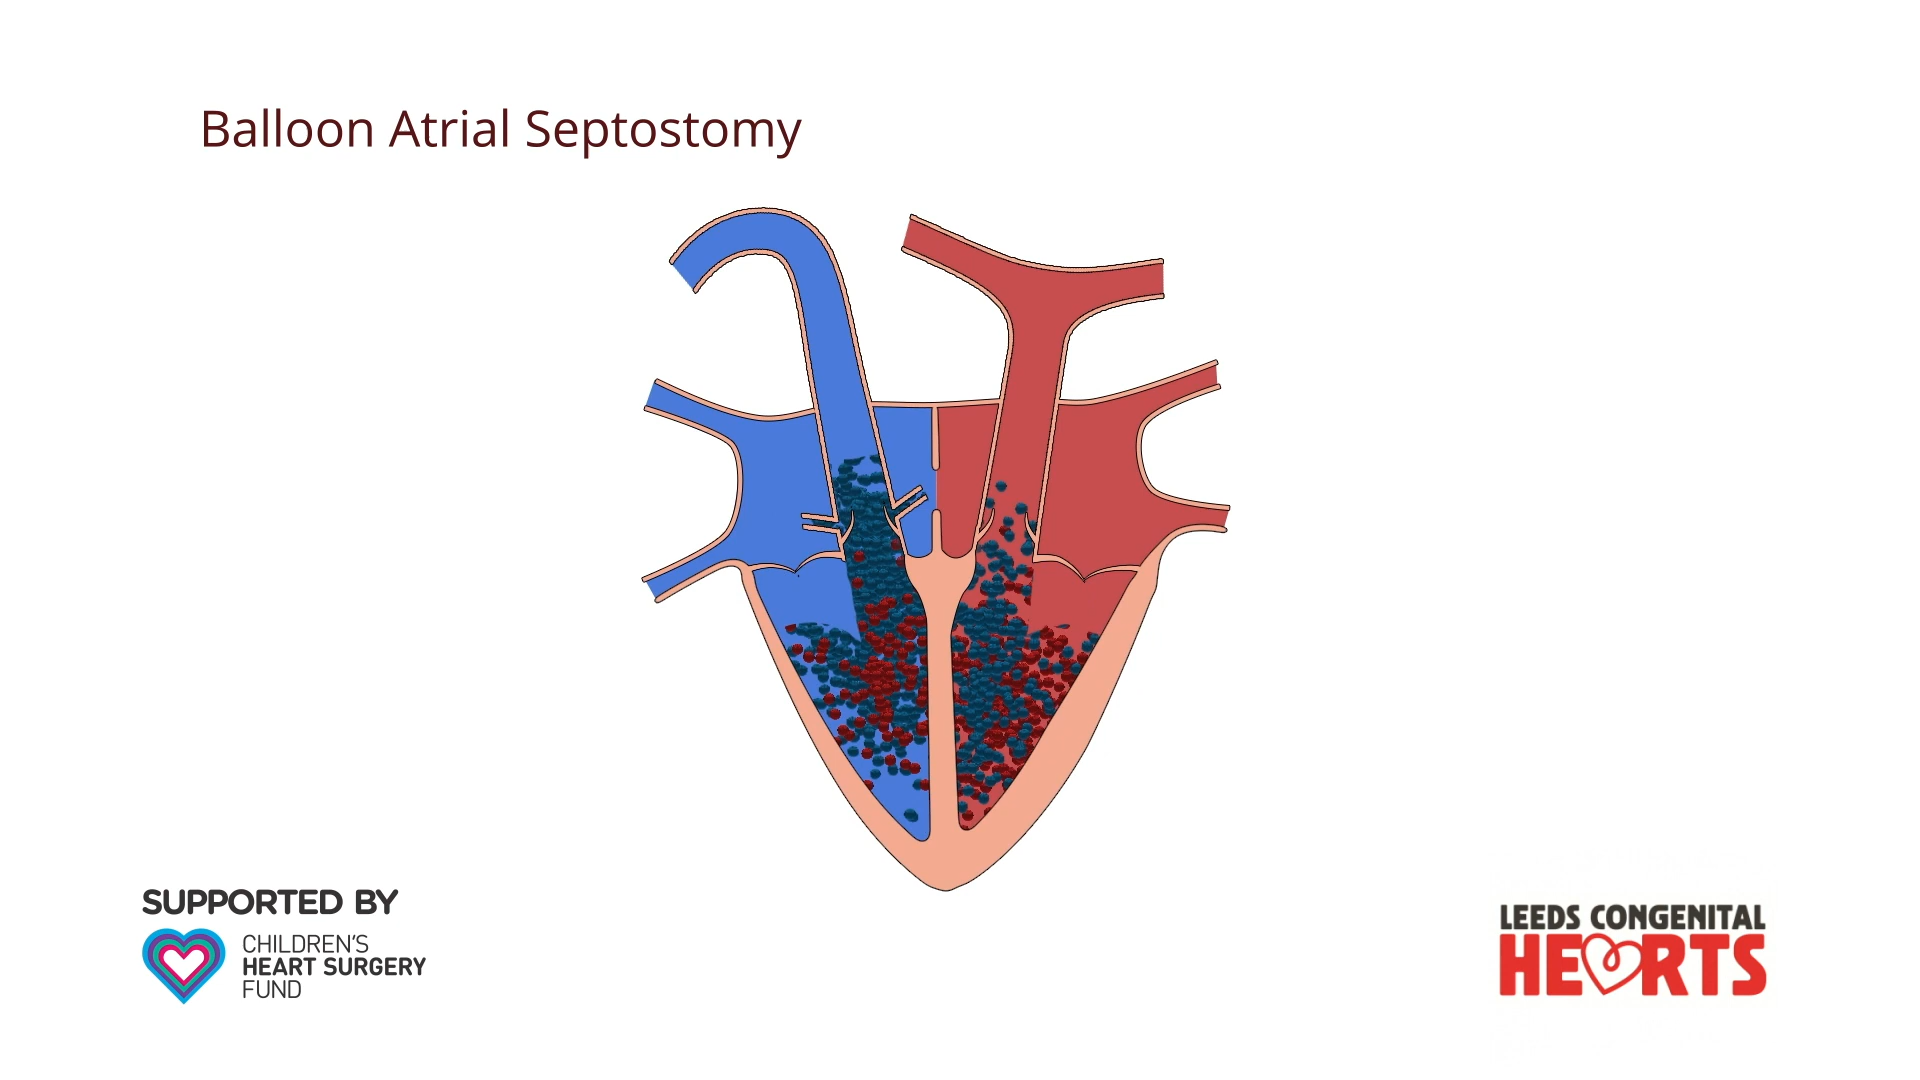 Balloon Atrial Septostomy
SUPPORTED BY
CHILDREN'S
HEART SURGERY
FUND
LEEDS CONGENITAL
HEARTS